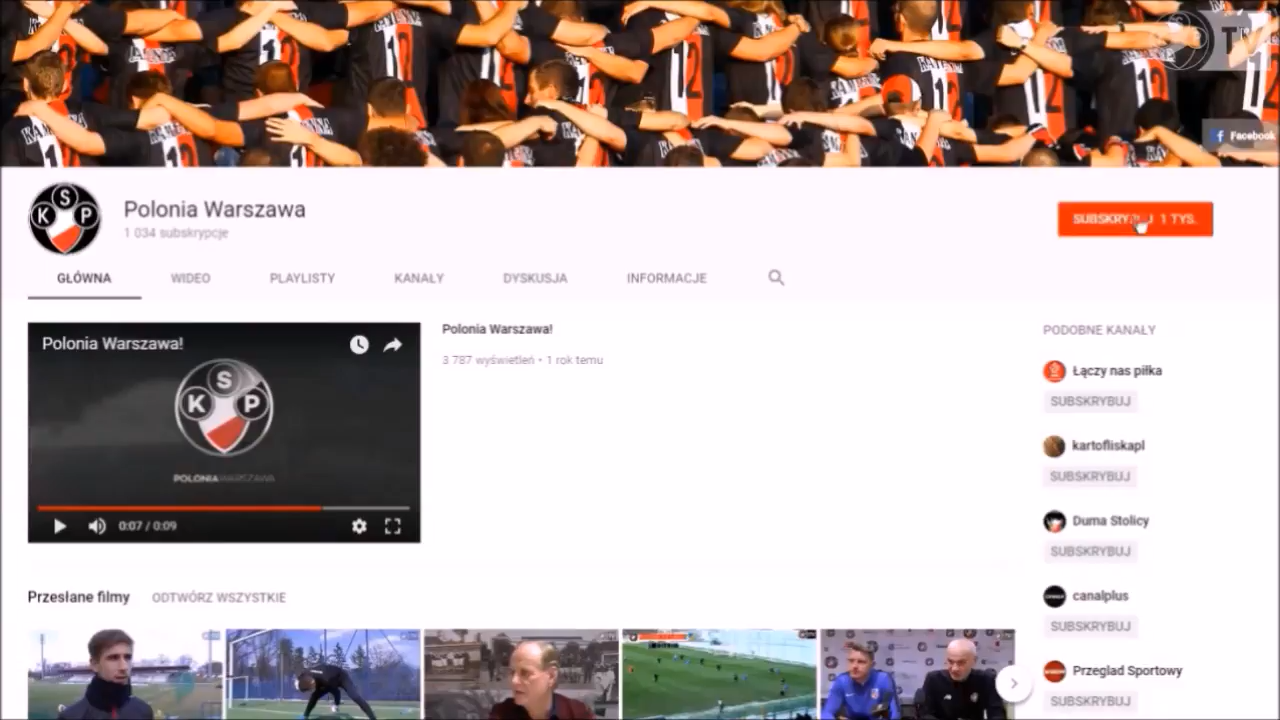 TV
Facebook
K S P
Polonia Warszawa
1 034 subskrypcje
SUBSKRYBUJ 1 TYS.
GŁÓWNA WIDEO PLAYLISTY KANAŁY DYSKUSJA INFORMACJE
Polonia Warszawa!
K S P
POLONIA WARSZAWA
0:07 / 0:09
Polonia Warszawa!
3 787 wyświetleń • 1 rok temu
PODOBNE KANAŁY
Łączy nas piłka
SUBSKRYBUJ
kartofliskapl
SUBSKRYBUJ
Duma Stolicy
SUBSKRYBUJ
canalplus
SUBSKRYBUJ
Przeglad Sportowy
SUBSKRYBUJ
Przesłane filmy ODTWÓRZ WSZYSTKIE